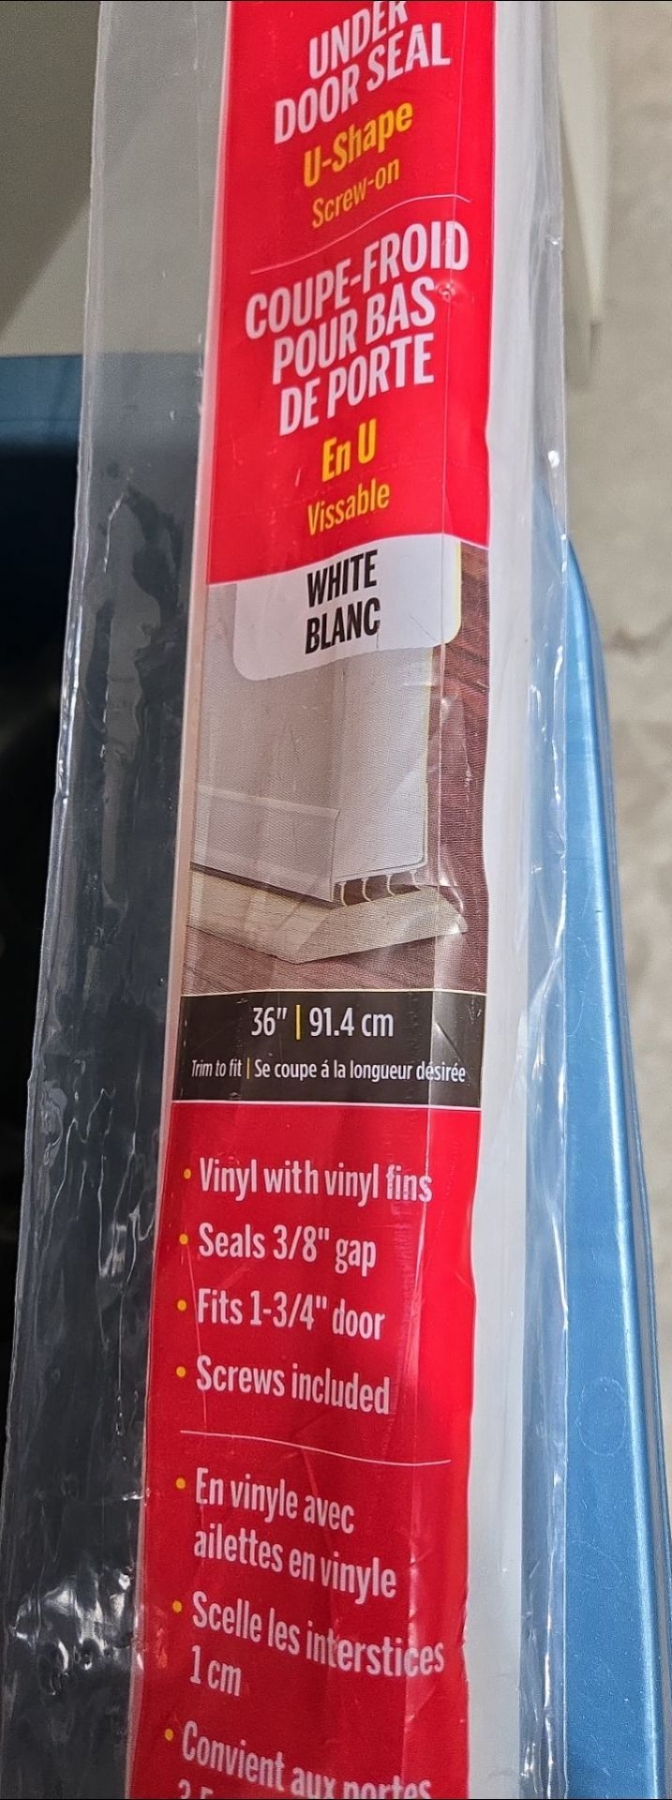 UNDER
DOOR SEAL
U-Shape
Screw-on
COUPE-FROID
POUR BAS
DE PORTE
En U
Vissable
WHITE
BLANC
36" | 91.4 cm
Trim to fit | Se coupe á la longueur désirée
• Vinyl with vinyl fins
• Seals 3/8" gap
• Fits 1-3/4" door
• Screws included
• En vinyle avec
ailettes en vinyle
• Scelle les interstices
1 cm
• Convient aux portes